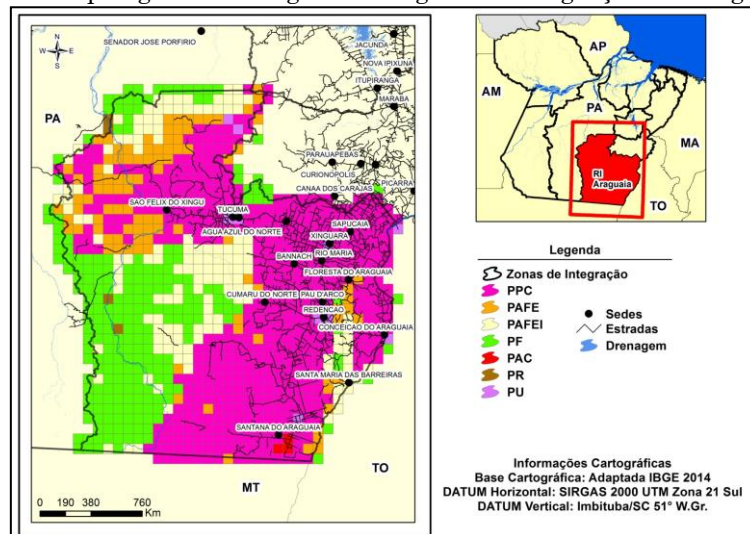 N
W E
S
SENADOR JOSE PORFIRIO
JACUNDA
NOVA IPIXUNA
ITUPIRANGA
MARABA
PA
PARAUAPEBAS
CURIONOPOLIS
PICARRA
CANAA DOS CARAJAS
SAO FELIX DO XINGU
TUCUMA
SAPUCAIA
AGUA AZUL DO NORTE
XINGUARA
RIO MARIA
BANNACH
FLORESTA DO ARAGUAIA
CUMARU DO NORTE
PAU D'ARCO
REDENCAO
CONCEICAO DO ARAGUAIA
SANTA MARIA DAS BARREIRAS
SANTANA DO ARAGUAIA
TO
MT
0 190 380 760
Km
AP
AM
PA
MA
RI
Araguaia
TO
Legenda
Zonas de Integração
PPC
PAFE
PAFEI
PF
PAC
PR
PU
Sedes
Estradas
Drenagem
Informações Cartográficas
Base Cartográfica: Adaptada IBGE 2014
DATUM Horizontal: SIRGAS 2000 UTM Zona 21 Sul
DATUM Vertical: Imbituba/SC 51° W.Gr.